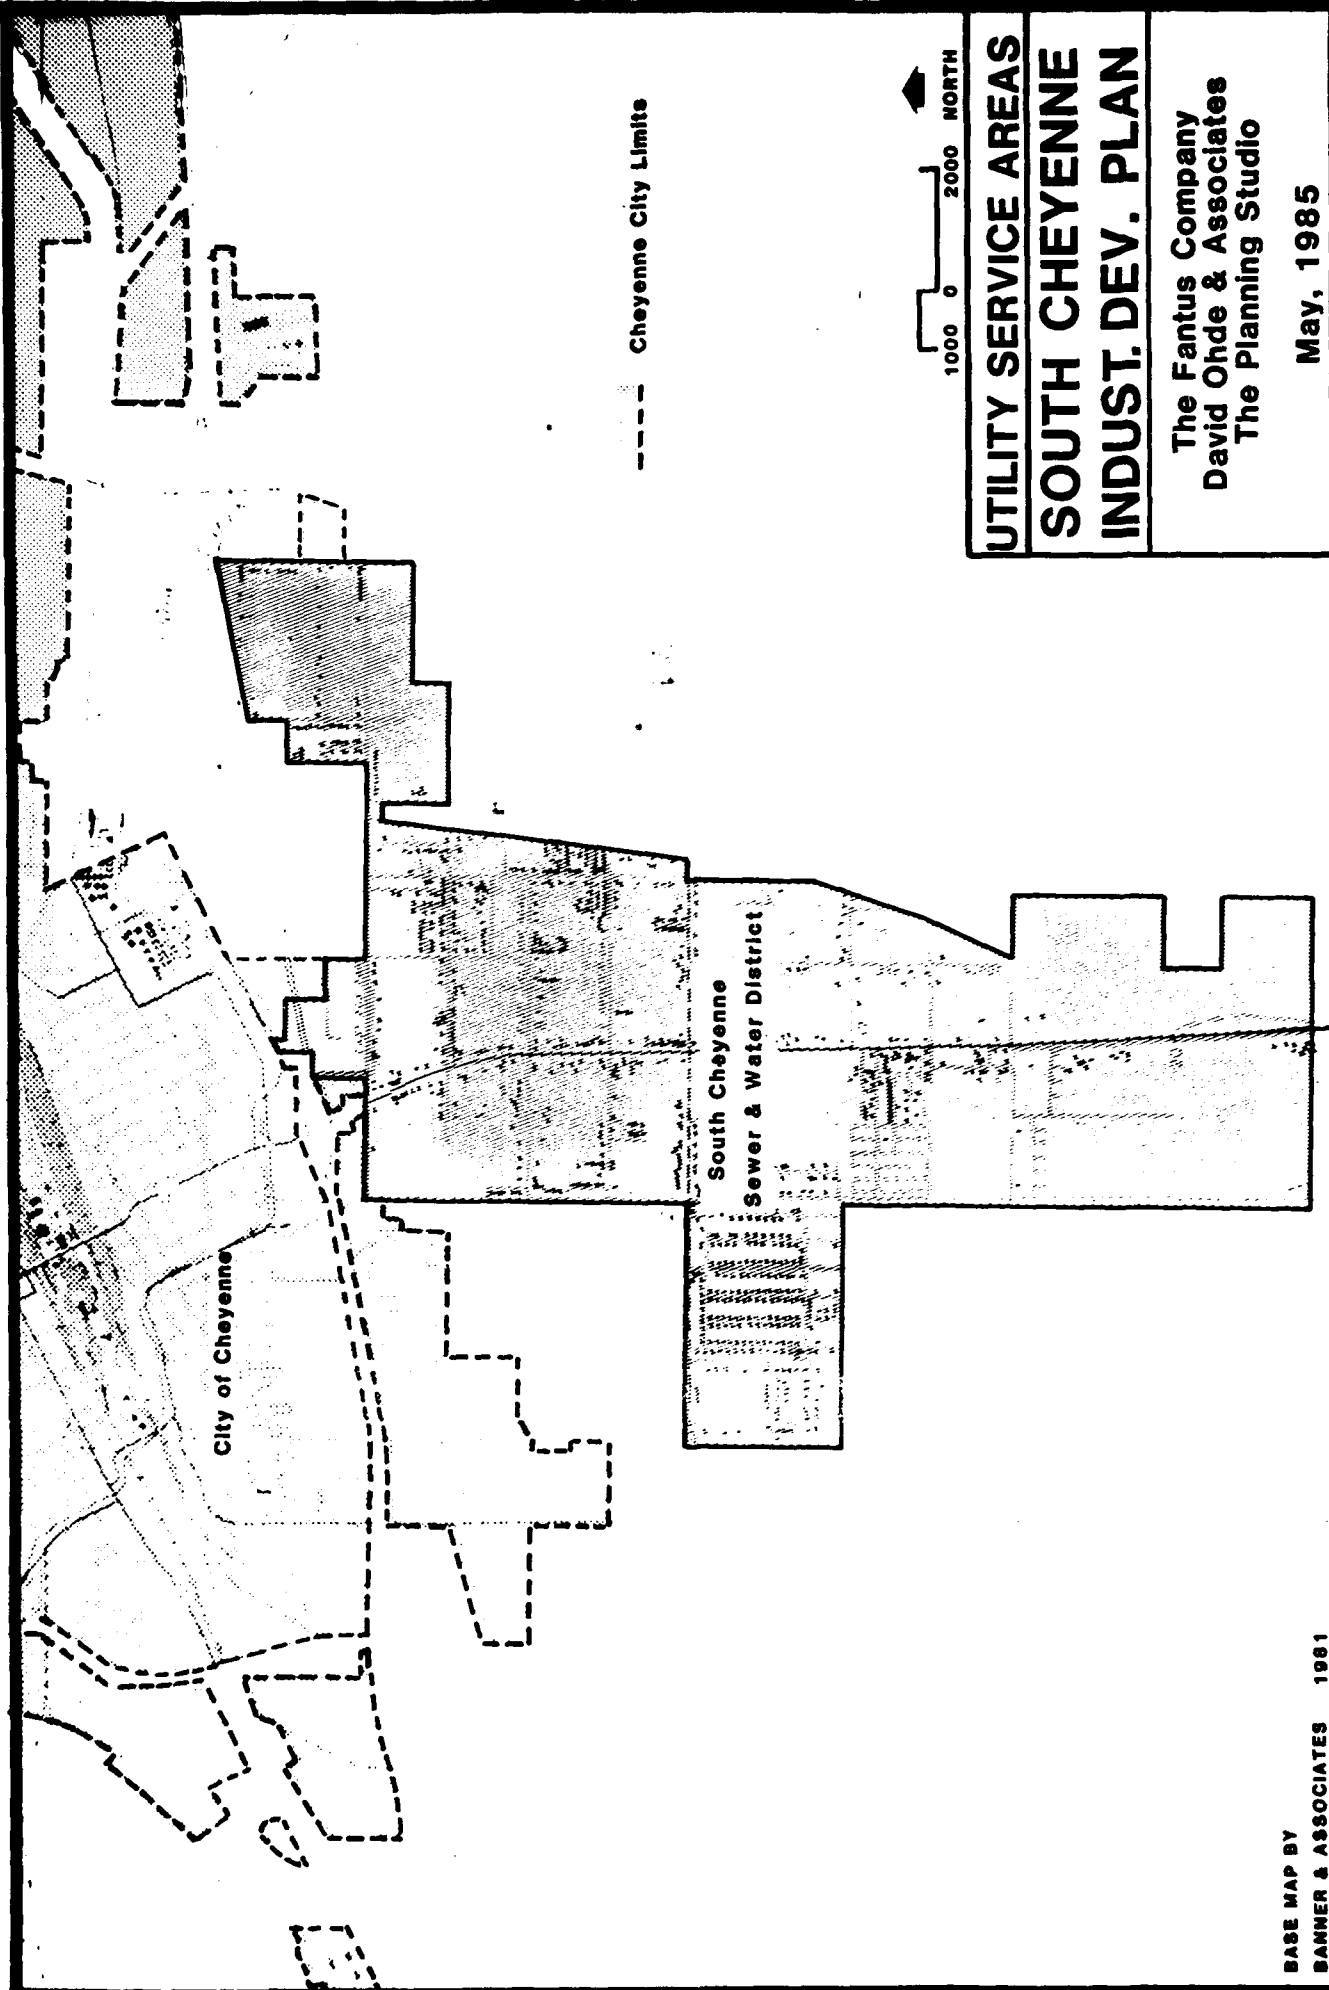 City of Cheyenne
South Cheyenne
Sewer & Water District
Cheyenne City Limits
1000 0 2000 NORTH
UTILITY SERVICE AREAS
SOUTH CHEYENNE
INDUST. DEV. PLAN
The Fantus Company
David Ohde & Associates
The Planning Studio
May, 1985
BASE MAP BY
BANNER & ASSOCIATES 1981